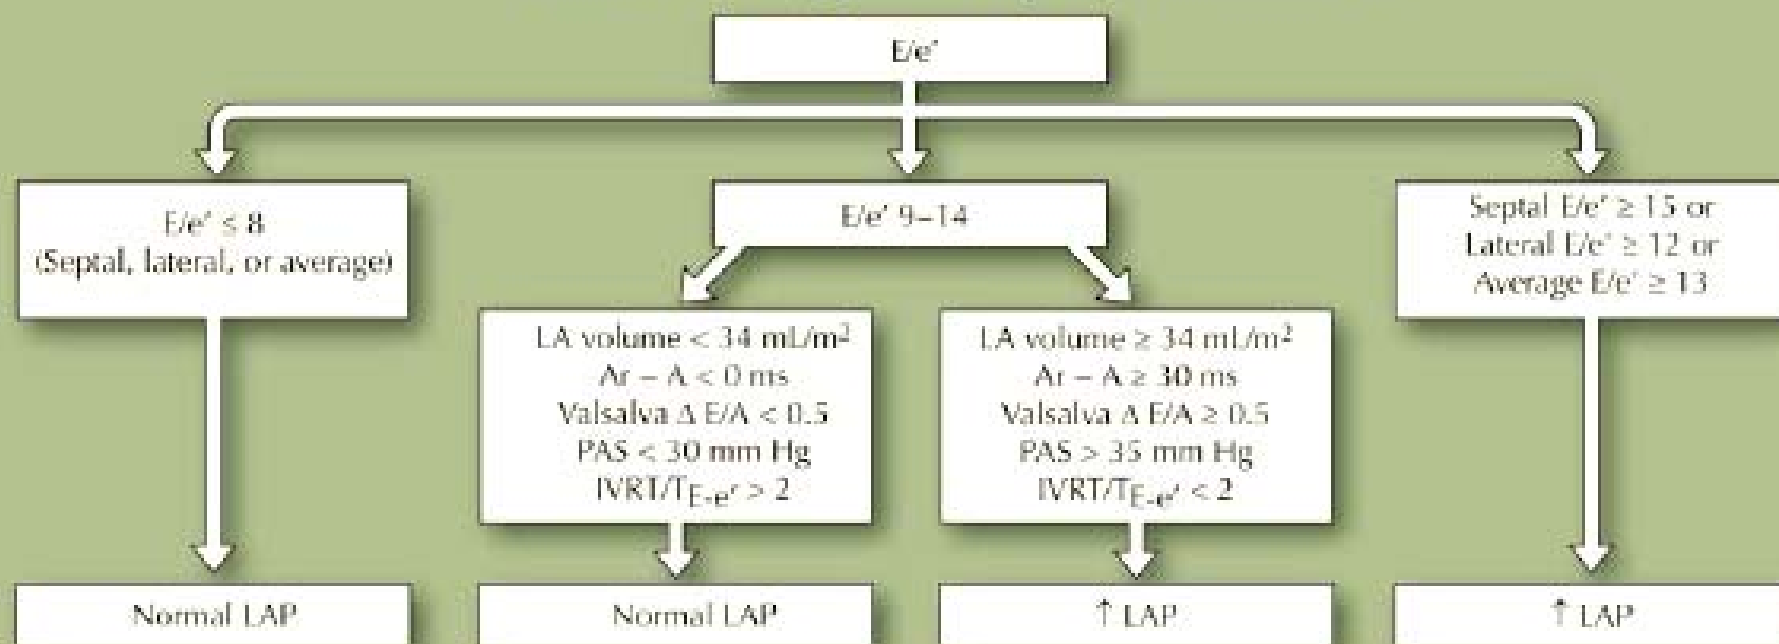 E/e′
E/e′ ≤ 8
(Septal, lateral, or average)
E/e′ 9–14
Septal E/e′ ≥ 15 or
Lateral E/e′ ≥ 12 or
Average E/e′ ≥ 13
LA volume < 34 mL/m²
Ar – A < 0 ms
Valsalva Δ E/A < 0.5
PAS < 30 mm Hg
IVRT/T_E-e′ > 2
LA volume ≥ 34 mL/m²
Ar – A ≥ 30 ms
Valsalva Δ E/A ≥ 0.5
PAS > 35 mm Hg
IVRT/T_E-e′ < 2
Normal LAP
Normal LAP
↑ LAP
↑ LAP